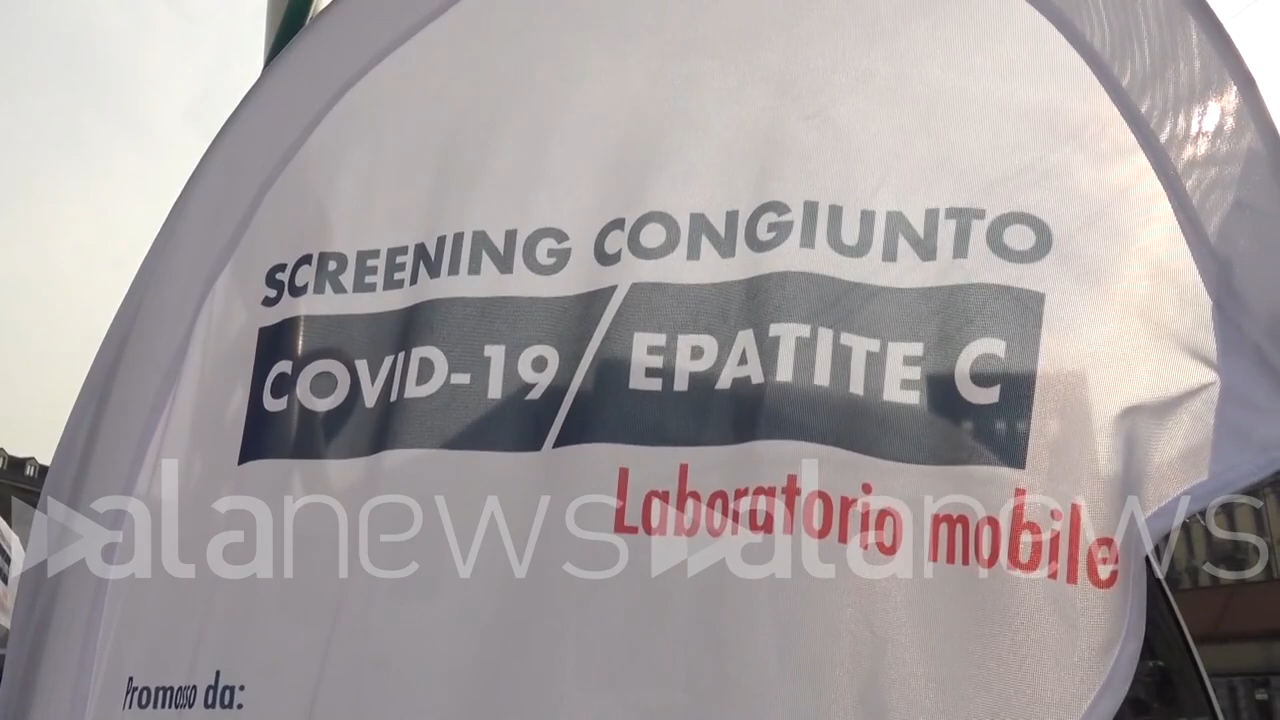 SCREENING CONGIUNTO
COVID-19 / EPATITE C
Laboratorio mobile
alanews alanews
Promosso da: